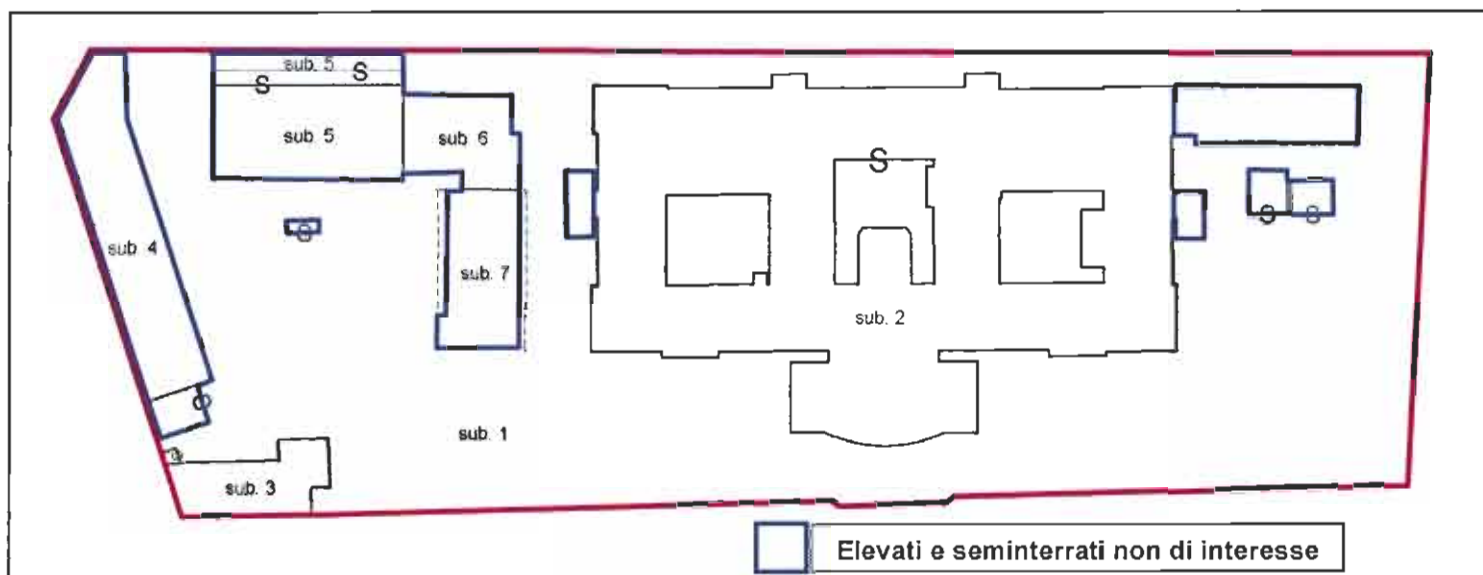 sub. 5
S
S
sub. 5
sub. 6
S
sub. 4
sub. 7
S
S
S
sub. 2
S
sub. 1
sub. 3
Elevati e seminterrati non di interesse